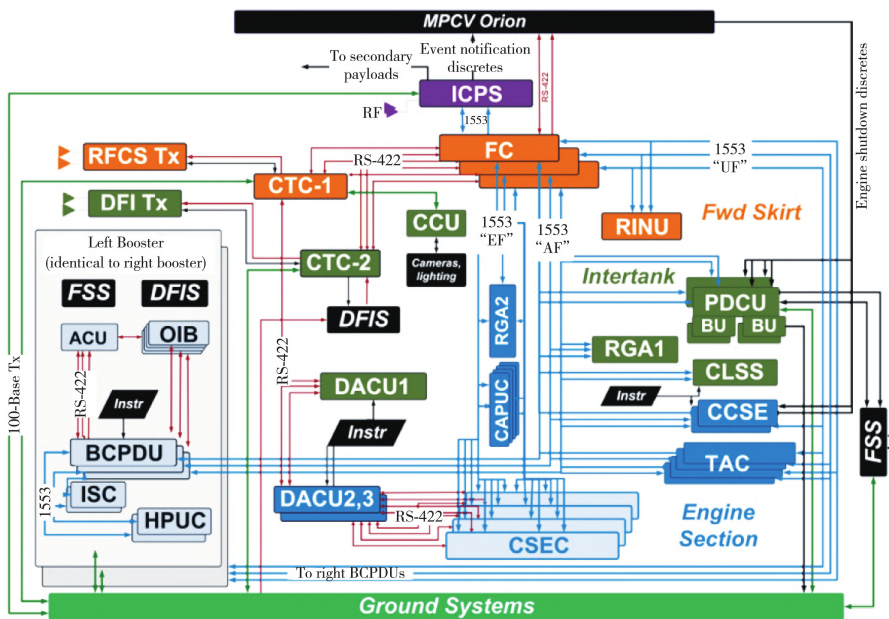 MPCV Orion
To secondary
payloads
Event notification
discretes
RS-422
ICPS
RF
1553
Engine shutdown discretes
RFCS Tx
RS-422
FC
1553
"UF"
CTC-1
DFI Tx
CCU
1553
"EF"
1553
"AF"
RINU
Fwd Skirt
Left Booster
(identical to right booster)
CTC-2
Cameras,
lighting
Intertank
FSS
DFIS
DFIS
RGA2
PDCU
BU
BU
ACU
OIB
RGA1
100-Base Tx
RS-422
RS-422
DACU1
CLSS
Instr
Instr
CAPUC
Instr
CCSE
FSS
BCPDU
TAC
ISC
1553
HPUC
DACU2,3
RS-422
CSEC
Engine
Section
To right BCPDUs
Ground Systems